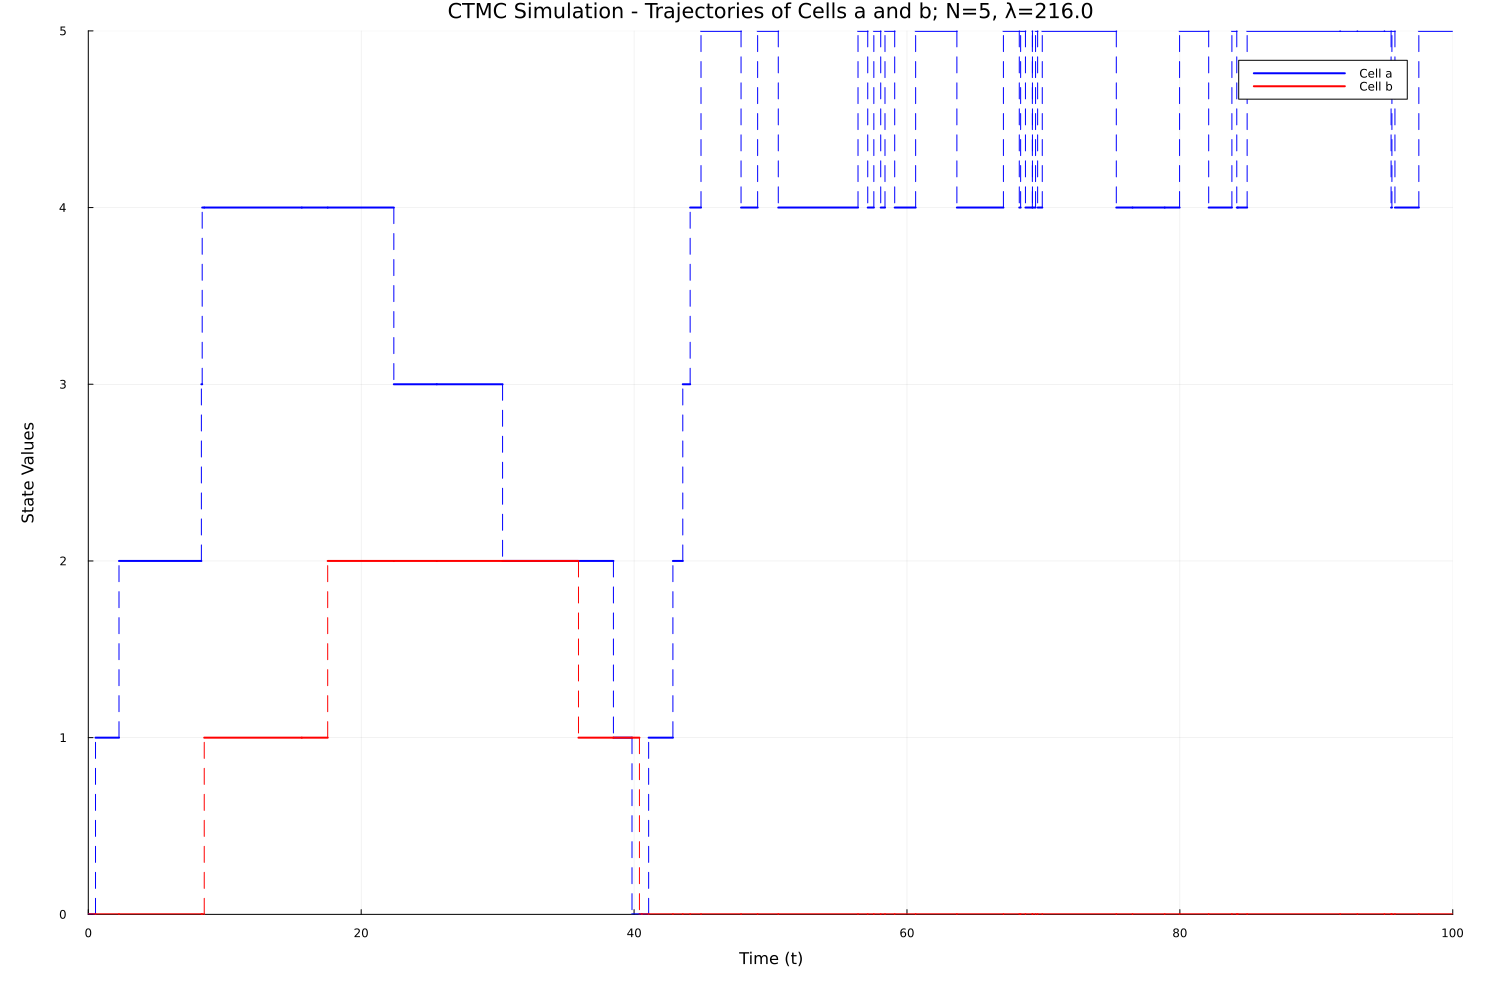 CTMC Simulation - Trajectories of Cells a and b; N=5, λ=216.0
5
Cell a
Cell b
4
3
State Values
2
1
0
0 20 40 60 80 100
Time (t)